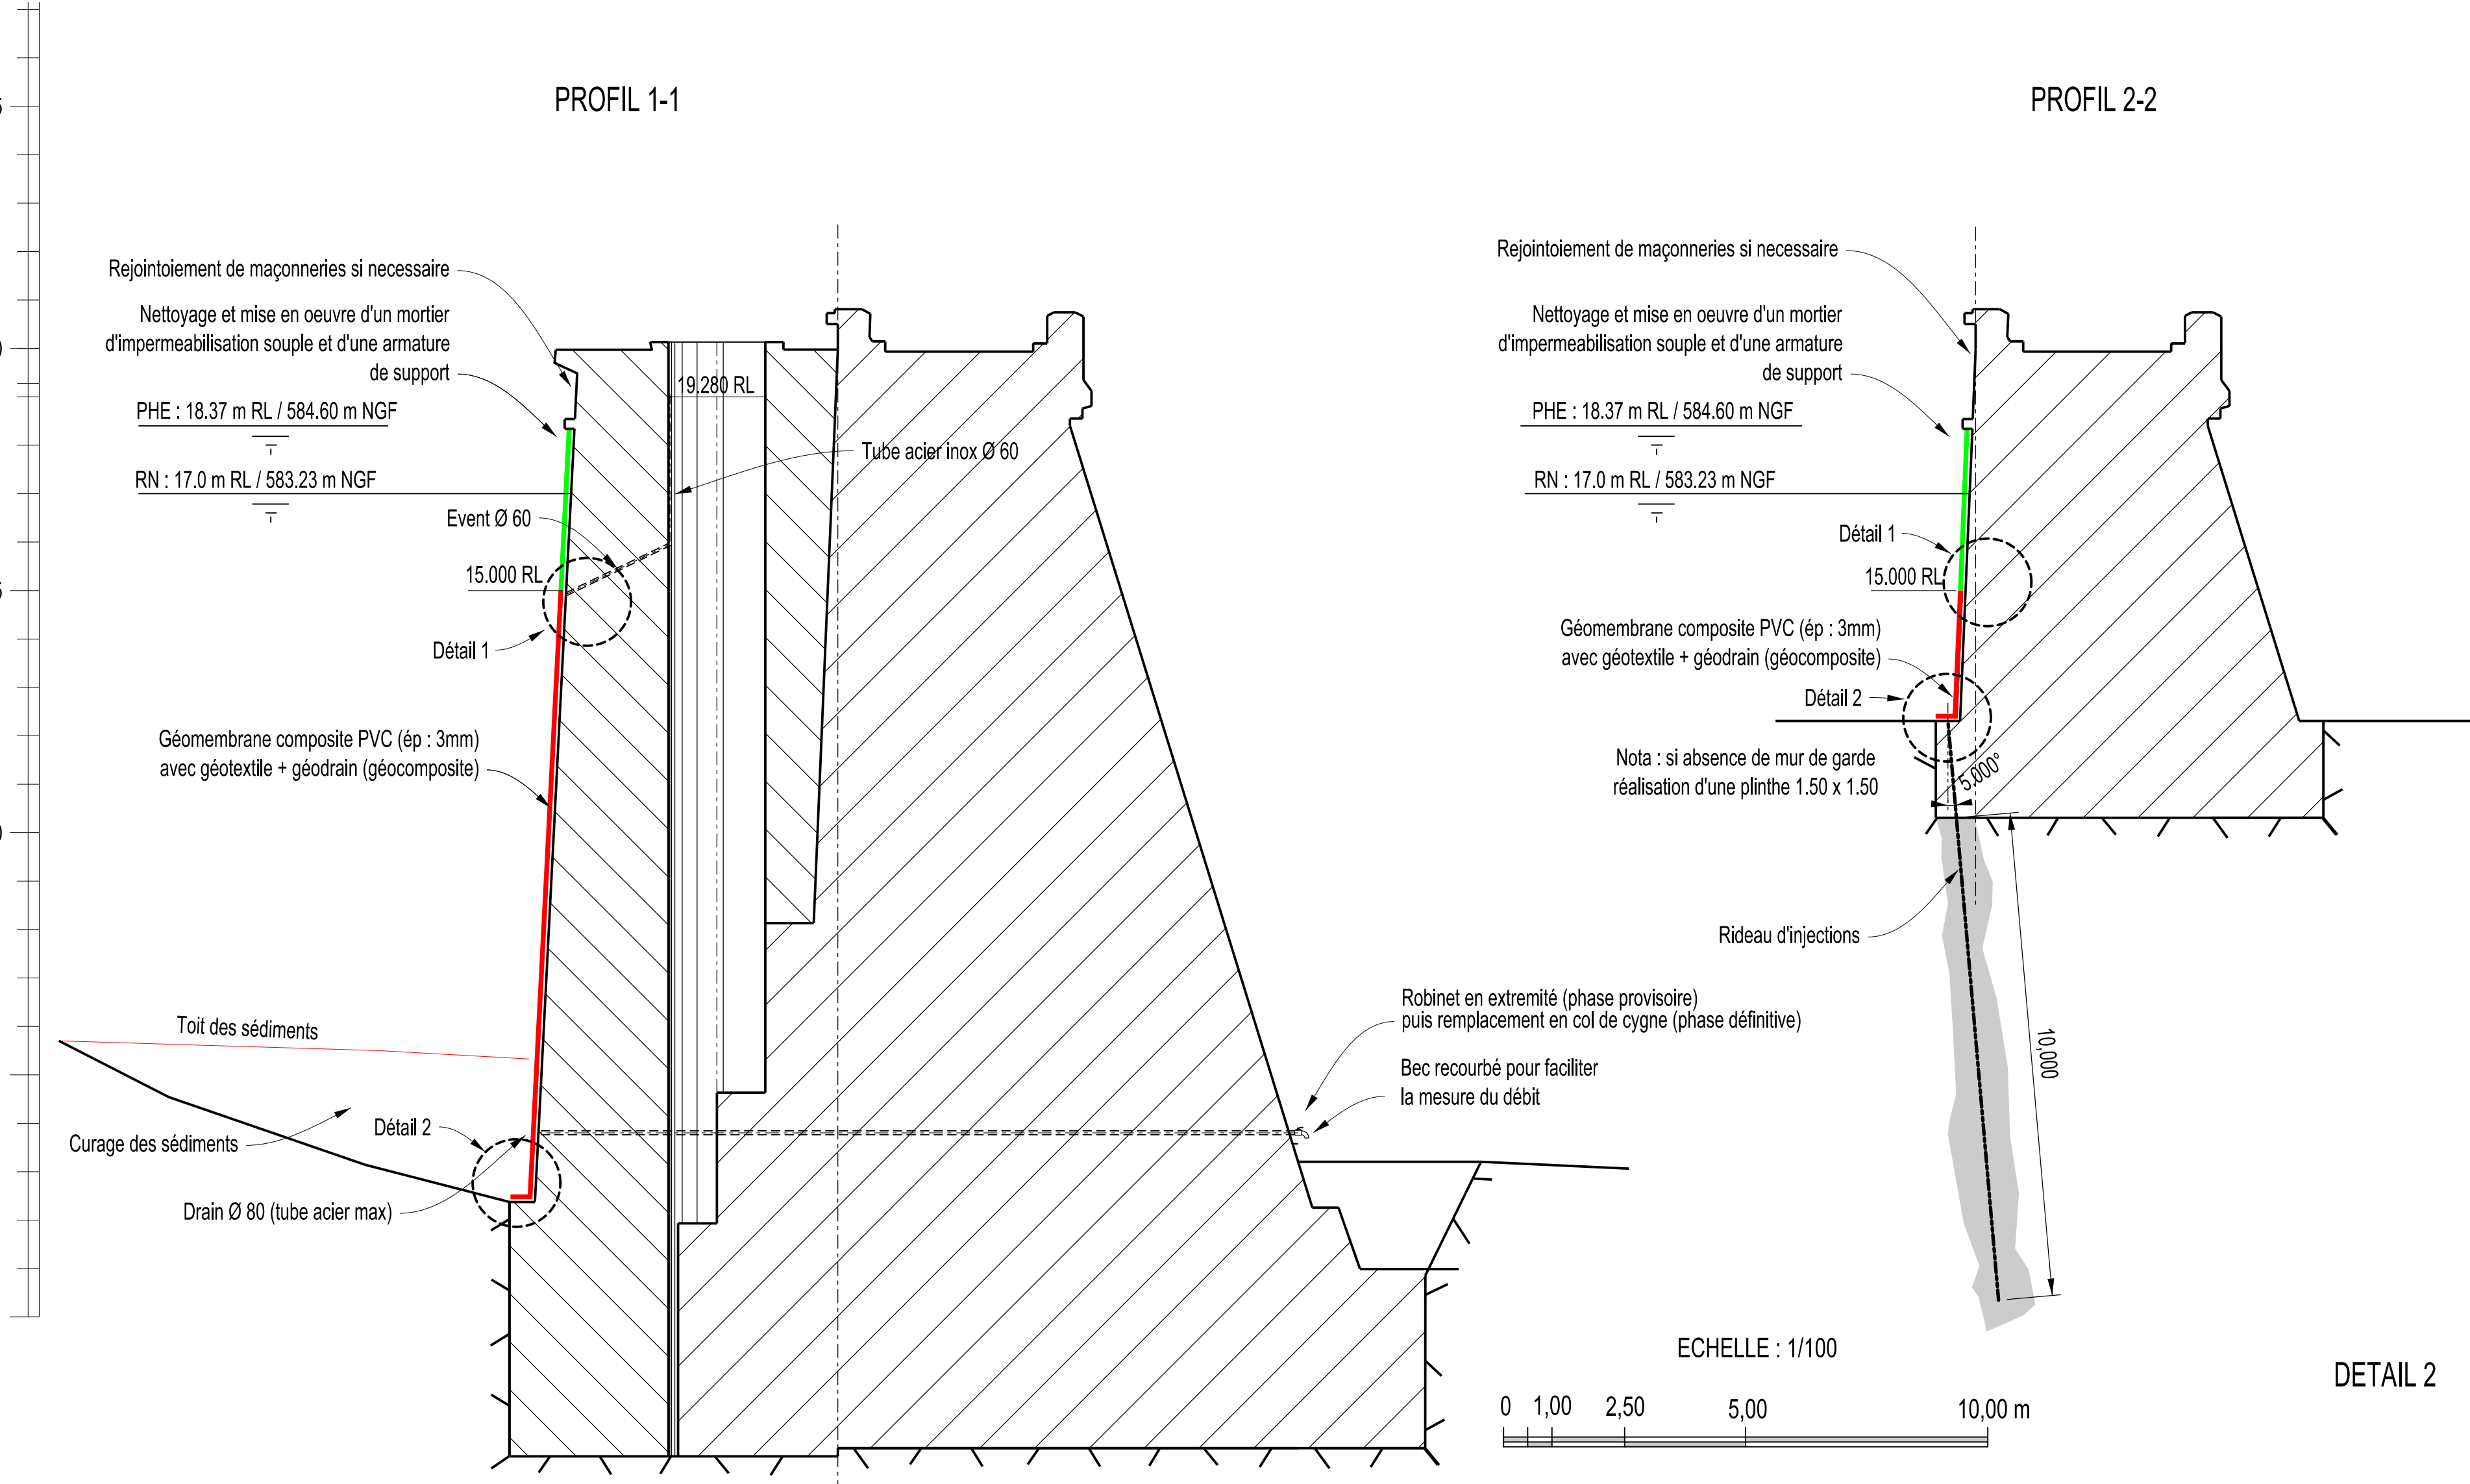 PROFIL 1-1
Rejointoiement de maçonneries si necessaire
Nettoyage et mise en oeuvre d'un mortier
d'impermeabilisation souple et d'une armature
de support
PHE : 18.37 m RL / 584.60 m NGF
RN : 17.0 m RL / 583.23 m NGF
19.280 RL
Tube acier inox Ø 60
Event Ø 60
15.000 RL
Détail 1
Géomembrane composite PVC (ép : 3mm)
avec géotextile + géodrain (géocomposite)
Toit des sédiments
Curage des sédiments
Détail 2
Drain Ø 80 (tube acier max)
Robinet en extremité (phase provisoire)
puis remplacement en col de cygne (phase définitive)
Bec recourbé pour faciliter
la mesure du débit
PROFIL 2-2
Rejointoiement de maçonneries si necessaire
Nettoyage et mise en oeuvre d'un mortier
d'impermeabilisation souple et d'une armature
de support
PHE : 18.37 m RL / 584.60 m NGF
RN : 17.0 m RL / 583.23 m NGF
Détail 1
15.000 RL
Géomembrane composite PVC (ép : 3mm)
avec géotextile + géodrain (géocomposite)
Détail 2
Nota : si absence de mur de garde
réalisation d'une plinthe 1.50 x 1.50
5.000°
Rideau d'injections
10,000
ECHELLE : 1/100
0 1,00 2,50 5,00 10,00 m
DETAIL 2